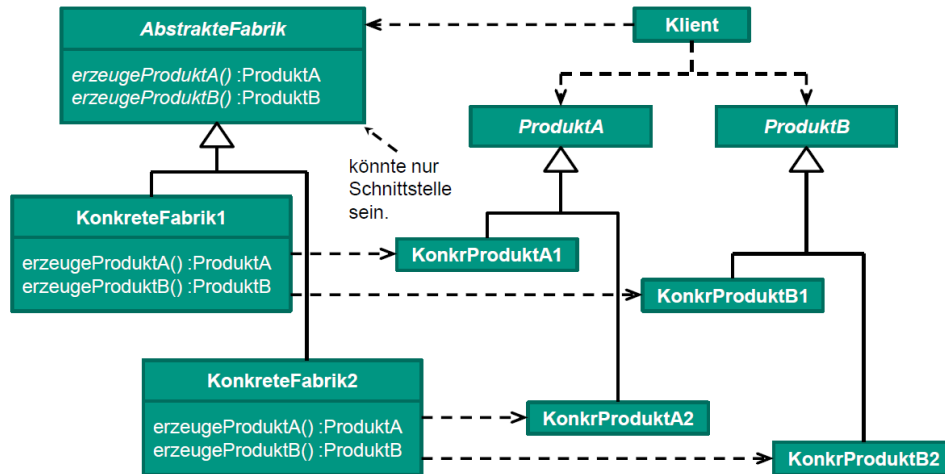 AbstrakteFabrik
erzeugeProduktA() :ProduktA
erzeugeProduktB() :ProduktB
Klient
ProduktA
ProduktB
könnte nur
Schnittstelle
sein.
KonkreteFabrik1
erzeugeProduktA() :ProduktA
erzeugeProduktB() :ProduktB
KonkrProduktA1
KonkrProduktB1
KonkreteFabrik2
erzeugeProduktA() :ProduktA
erzeugeProduktB() :ProduktB
KonkrProduktA2
KonkrProduktB2